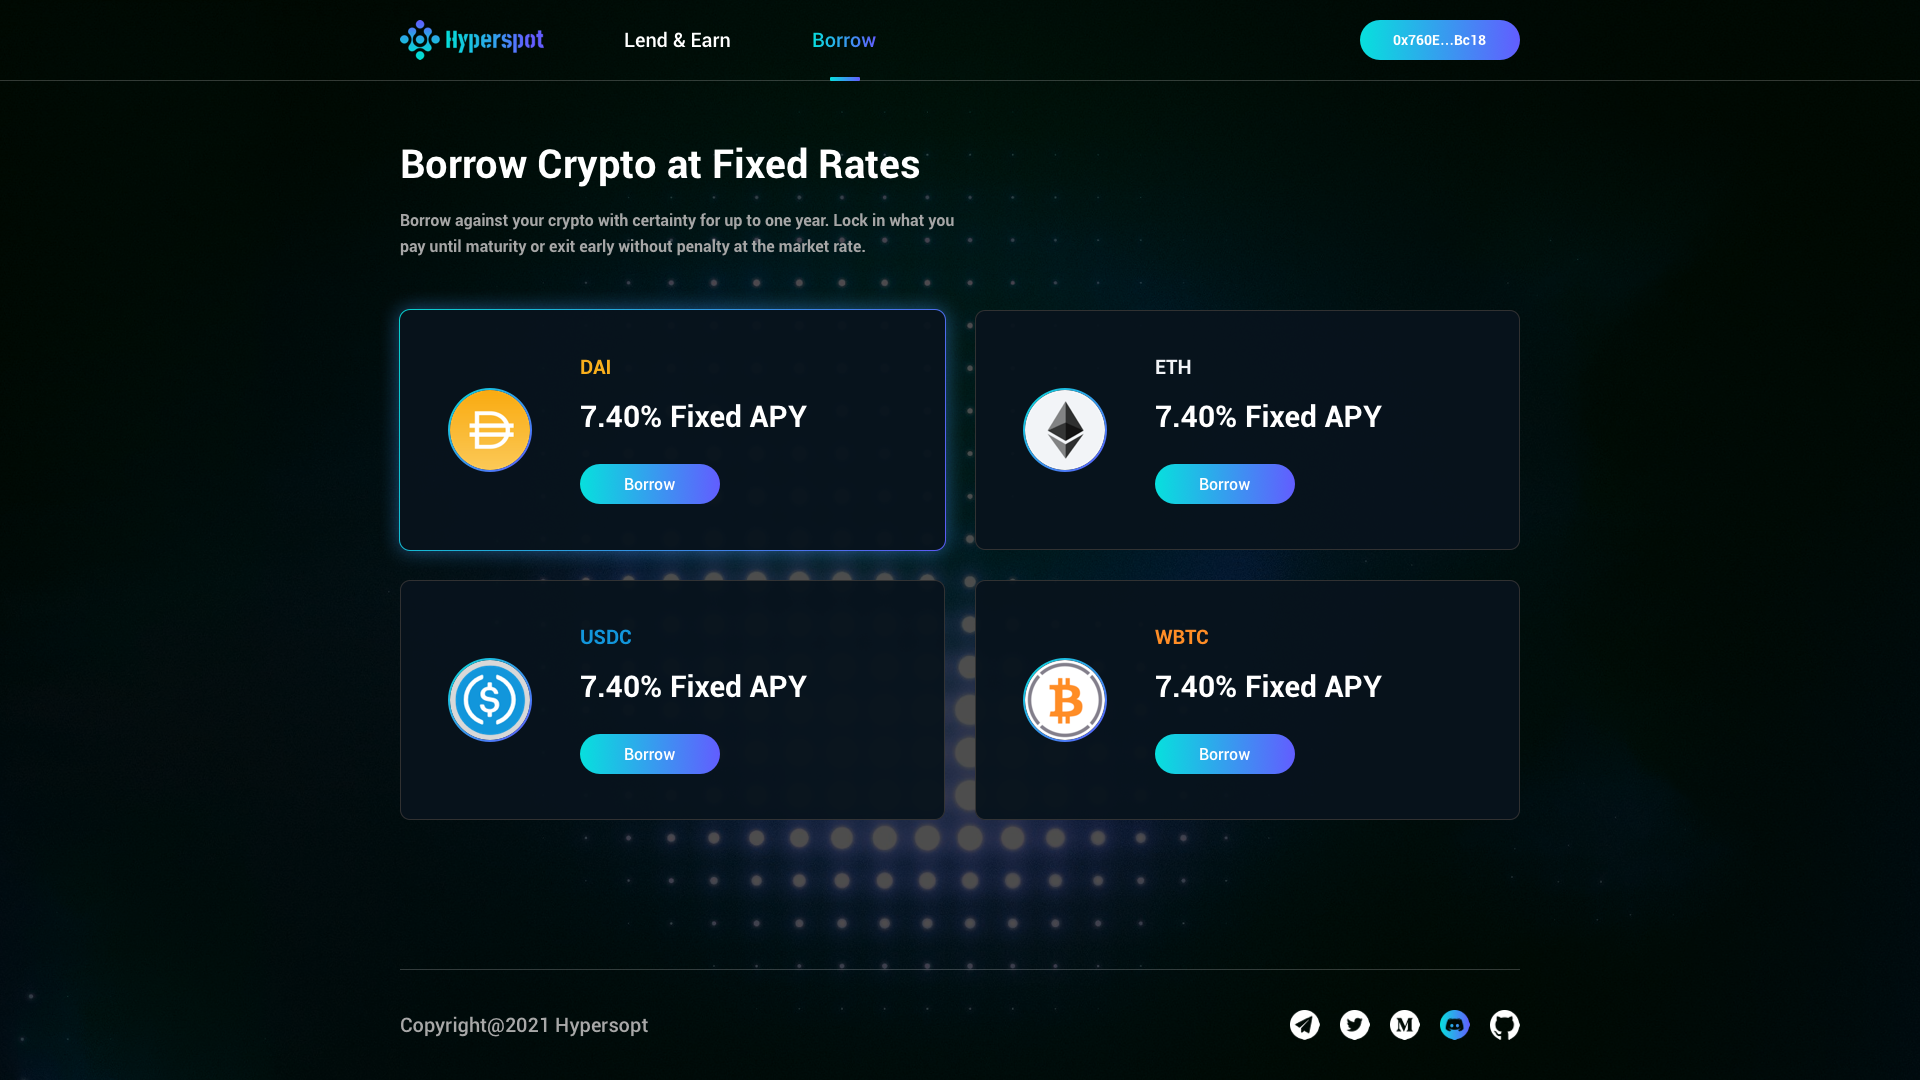 Hyperspot
Lend & Earn
Borrow
0x760E...Bc18
Borrow Crypto at Fixed Rates
Borrow against your crypto with certainty for up to one year. Lock in what you
pay until maturity or exit early without penalty at the market rate.
DAI
7.40% Fixed APY
Borrow
ETH
7.40% Fixed APY
Borrow
USDC
7.40% Fixed APY
Borrow
WBTC
7.40% Fixed APY
Borrow
Copyright@2021 Hypersopt